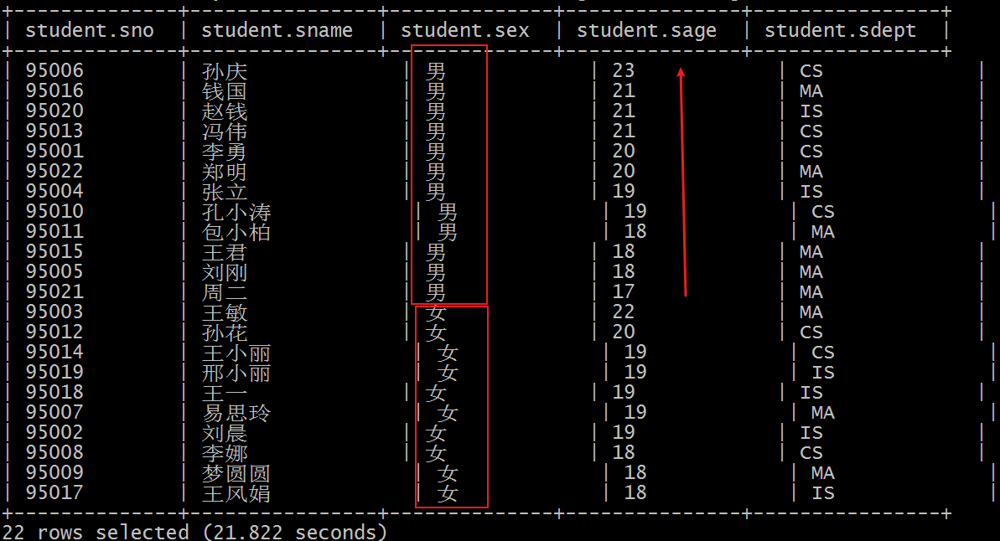 | student.sno | student.sname | student.sex | student.sage | student.sdept |
| 95006 | 孙庆 | 男 | 23 | CS |
| 95016 | 钱国 | 男 | 21 | MA |
| 95020 | 赵钱 | 男 | 21 | IS |
| 95013 | 冯伟 | 男 | 21 | CS |
| 95001 | 李勇 | 男 | 20 | CS |
| 95022 | 郑明 | 男 | 20 | MA |
| 95004 | 张立 | 男 | 19 | IS |
| 95010 | 孔小涛 | 男 | 19 | CS |
| 95011 | 包小柏 | 男 | 18 | MA |
| 95015 | 王君 | 男 | 18 | MA |
| 95005 | 刘刚 | 男 | 18 | MA |
| 95021 | 周二 | 男 | 17 | MA |
| 95003 | 王敏 | 女 | 22 | MA |
| 95012 | 孙花 | 女 | 20 | CS |
| 95014 | 王小丽 | 女 | 19 | CS |
| 95019 | 邢小丽 | 女 | 19 | IS |
| 95018 | 王一 | 女 | 19 | IS |
| 95007 | 易思玲 | 女 | 19 | MA |
| 95002 | 刘晨 | 女 | 19 | IS |
| 95008 | 李娜 | 女 | 18 | CS |
| 95009 | 梦圆圆 | 女 | 18 | MA |
| 95017 | 王风娟 | 女 | 18 | IS |
22 rows selected (21.822 seconds)